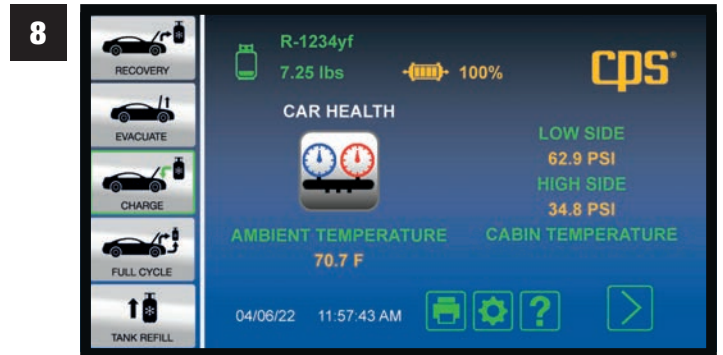 8
RECOVERY
EVACUATE
CHARGE
FULL CYCLE
TANK REFILL
R-1234yf
7.25 lbs
100%
cps®
CAR HEALTH
LOW SIDE
62.9 PSI
HIGH SIDE
34.8 PSI
AMBIENT TEMPERATURE
70.7 F
CABIN TEMPERATURE
04/06/22 11:57:43 AM
?